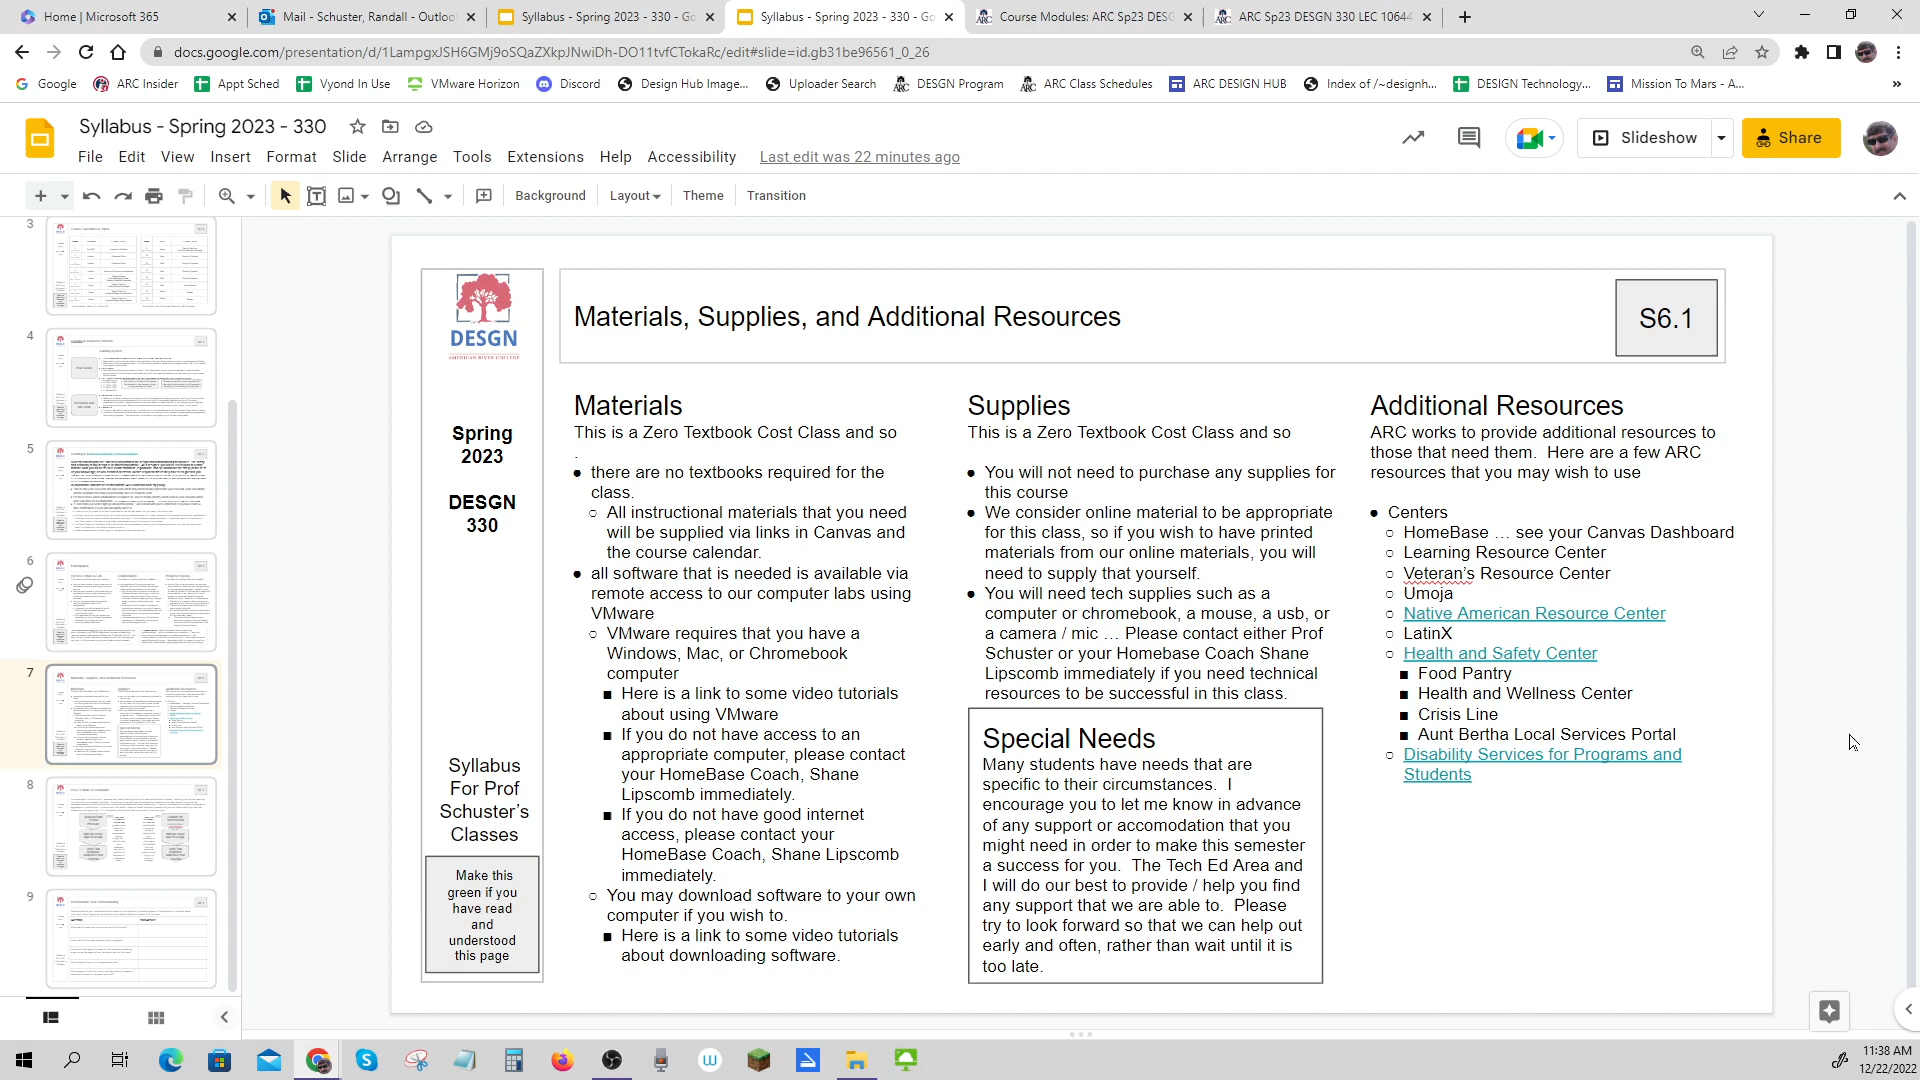 Home | Microsoft 365
Mail - Schuster, Randall - Outlool
Syllabus - Spring 2023 - 330 - Go
Syllabus - Spring 2023 - 330 - Go
Course Modules: ARC Sp23 DESG
ARC Sp23 DESGN 330 LEC 10644
docs.google.com/presentation/d/1LampgxJSH6GMj9oSQaZXkpJNwiDh-DO11tvfCTokaRc/edit#slide=id.gb31be96561_0_26
Google
ARC Insider
Appt Sched
Vyond In Use
VMware Horizon
Discord
Design Hub Image...
Uploader Search
DESGN Program
ARC Class Schedules
ARC DESIGN HUB
Index of /~designh...
DESIGN Technology...
Mission To Mars - A...
Syllabus - Spring 2023 - 330
File Edit View Insert Format Slide Arrange Tools Extensions Help Accessibility Last edit was 22 minutes ago
Slideshow
Share
Background Layout Theme Transition
3
4
5
6
7
8
9
DESGN
AMERICAN RIVER COLLEGE
Spring
2023
DESGN
330
Syllabus
For Prof
Schuster's
Classes
Make this
green if you
have read
and
understood
this page
Materials, Supplies, and Additional Resources
S6.1
Materials
This is a Zero Textbook Cost Class and so
.
● there are no textbooks required for the
class.
○ All instructional materials that you need
will be supplied via links in Canvas and
the course calendar.
● all software that is needed is available via
remote access to our computer labs using
VMware
○ VMware requires that you have a
Windows, Mac, or Chromebook
computer
■ Here is a link to some video tutorials
about using VMware
■ If you do not have access to an
appropriate computer, please contact
your HomeBase Coach, Shane
Lipscomb immediately.
■ If you do not have good internet
access, please contact your
HomeBase Coach, Shane Lipscomb
immediately.
○ You may download software to your own
computer if you wish to.
■ Here is a link to some video tutorials
about downloading software.
Supplies
This is a Zero Textbook Cost Class and so
● You will not need to purchase any supplies for
this course
● We consider online material to be appropriate
for this class, so if you wish to have printed
materials from our online materials, you will
need to supply that yourself.
● You will need tech supplies such as a
computer or chromebook, a mouse, a usb, or
a camera / mic … Please contact either Prof
Schuster or your Homebase Coach Shane
Lipscomb immediately if you need technical
resources to be successful in this class.
Special Needs
Many students have needs that are
specific to their circumstances. I
encourage you to let me know in advance
of any support or accomodation that you
might need in order to make this semester
a success for you. The Tech Ed Area and
I will do our best to provide / help you find
any support that we are able to. Please
try to look forward so that we can help out
early and often, rather than wait until it is
too late.
Additional Resources
ARC works to provide additional resources to
those that need them. Here are a few ARC
resources that you may wish to use
● Centers
○ HomeBase … see your Canvas Dashboard
○ Learning Resource Center
○ Veteran's Resource Center
○ Umoja
○ Native American Resource Center
○ LatinX
○ Health and Safety Center
■ Food Pantry
■ Health and Wellness Center
■ Crisis Line
■ Aunt Bertha Local Services Portal
○ Disability Services for Programs and
Students
11:38 AM
12/22/2022